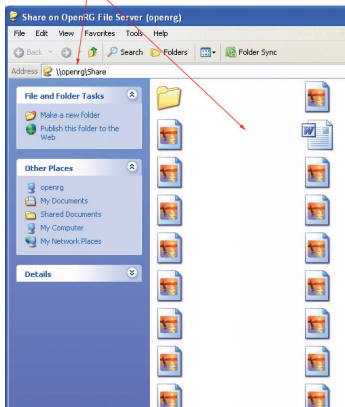 Share on OpenRG File Server (openrg)
File Edit View Favorites Tools Help
Back Search Folders Folder Sync
Address \\openrg\Share
File and Folder Tasks
Make a new folder
Publish this folder to the
Web
Other Places
openrg
My Documents
Shared Documents
My Computer
My Network Places
Details